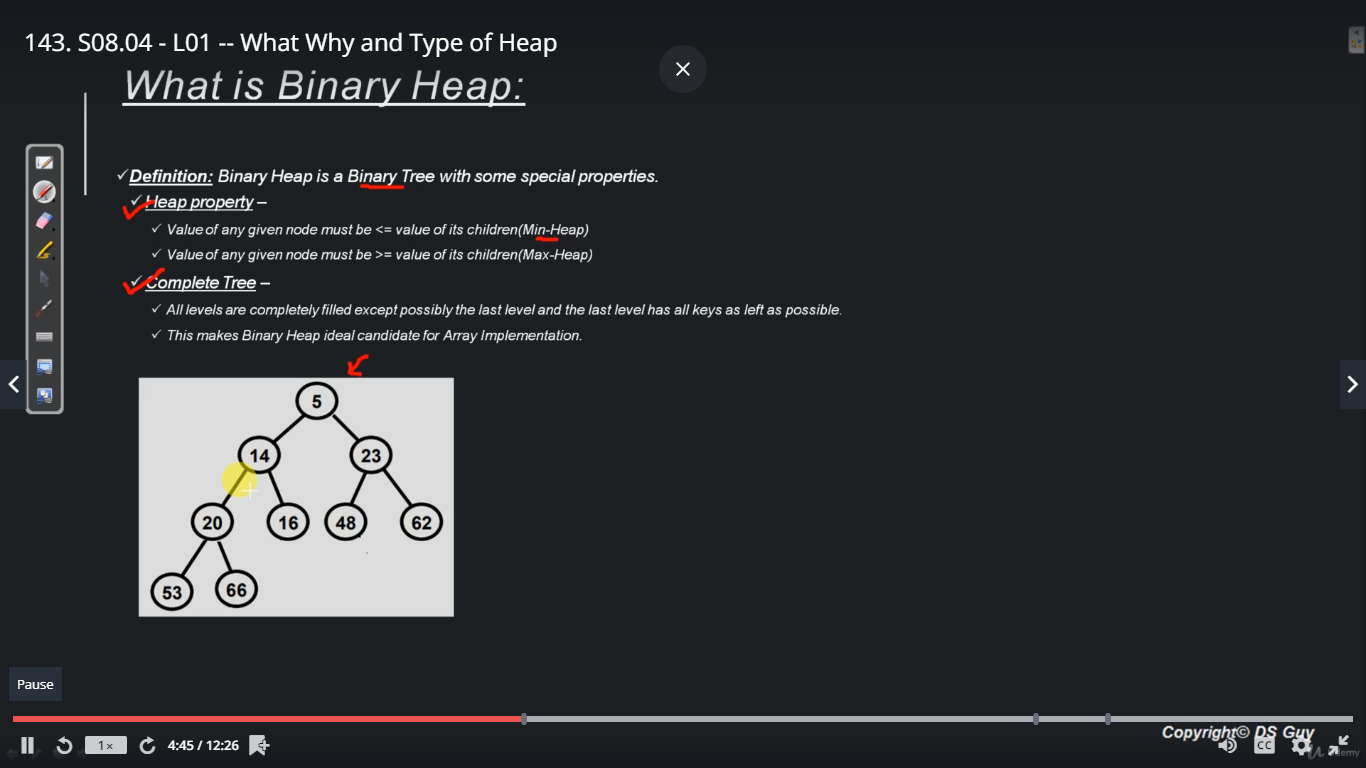 143. S08.04 - L01 -- What Why and Type of Heap
What is Binary Heap:
✓Definition: Binary Heap is a Binary Tree with some special properties.
✓ Heap property –
✓ Value of any given node must be <= value of its children(Min-Heap)
✓ Value of any given node must be >= value of its children(Max-Heap)
✓ Complete Tree –
✓ All levels are completely filled except possibly the last level and the last level has all keys as left as possible.
✓ This makes Binary Heap ideal candidate for Array Implementation.
5
14 23
20 16 48 62
53 66
Pause
Copyright© DS Guy
1× 4:45 / 12:26 CC